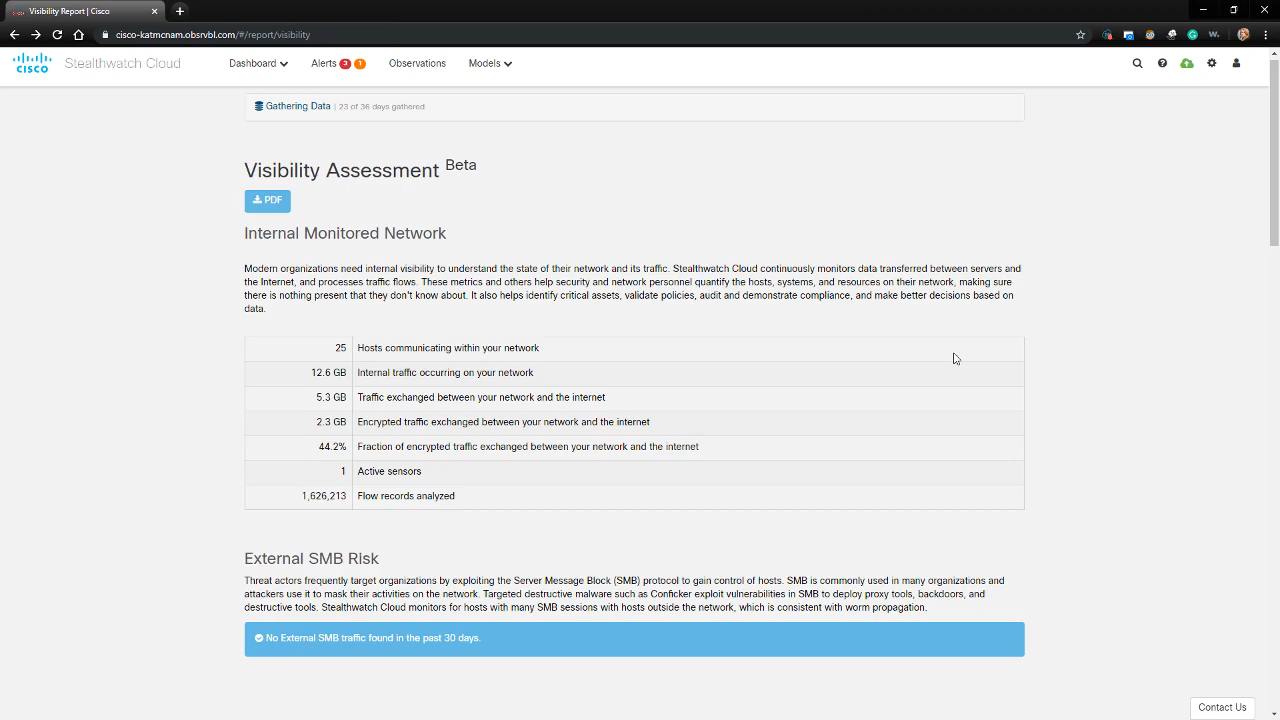 Visibility Report | Cisco
cisco-katmcnam.obsrvbl.com/#/report/visibility
CISCO
Stealthwatch Cloud
Dashboard
Alerts 3 1
Observations
Models
Gathering Data | 23 of 36 days gathered
Visibility Assessment Beta
PDF
Internal Monitored Network
Modern organizations need internal visibility to understand the state of their network and its traffic. Stealthwatch Cloud continuously monitors data transferred between servers and
the Internet, and processes traffic flows. These metrics and others help security and network personnel quantify the hosts, systems, and resources on their network, making sure
there is nothing present that they don't know about. It also helps identify critical assets, validate policies, audit and demonstrate compliance, and make better decisions based on
data.
25 Hosts communicating within your network
12.6 GB Internal traffic occurring on your network
5.3 GB Traffic exchanged between your network and the internet
2.3 GB Encrypted traffic exchanged between your network and the internet
44.2% Fraction of encrypted traffic exchanged between your network and the internet
1 Active sensors
1,626,213 Flow records analyzed
External SMB Risk
Threat actors frequently target organizations by exploiting the Server Message Block (SMB) protocol to gain control of hosts. SMB is commonly used in many organizations and
attackers use it to mask their activities on the network. Targeted destructive malware such as Conficker exploit vulnerabilities in SMB to deploy proxy tools, backdoors, and
destructive tools. Stealthwatch Cloud monitors for hosts with many SMB sessions with hosts outside the network, which is consistent with worm propagation.
No External SMB traffic found in the past 30 days.
Contact Us